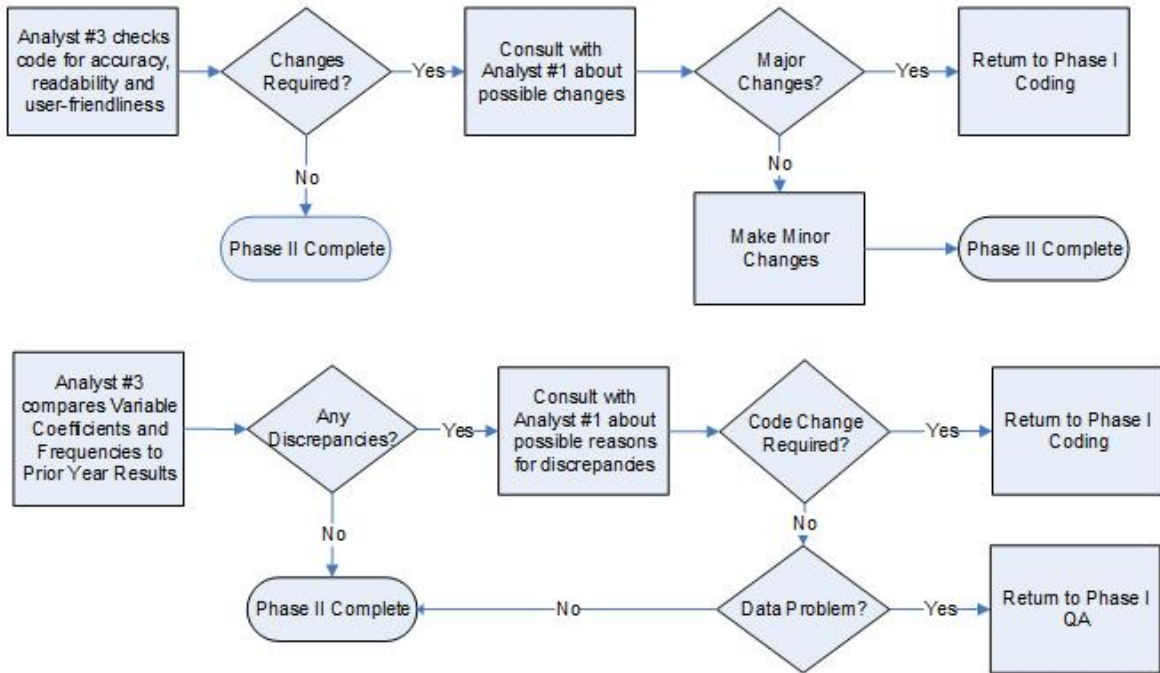 Analyst #3 checks
code for accuracy,
readability and
user-friendliness
Changes
Required?
Yes
Consult with
Analyst #1 about
possible changes
Major
Changes?
Yes
Return to Phase I
Coding
No
Phase II Complete
No
Make Minor
Changes
Phase II Complete
Analyst #3
compares Variable
Coefficients and
Frequencies to
Prior Year Results
Any
Discrepancies?
Yes
Consult with
Analyst #1 about
possible reasons
for discrepancies
Code Change
Required?
Yes
Return to Phase I
Coding
No
Phase II Complete
No
No
Data Problem?
Yes
Return to Phase I
QA